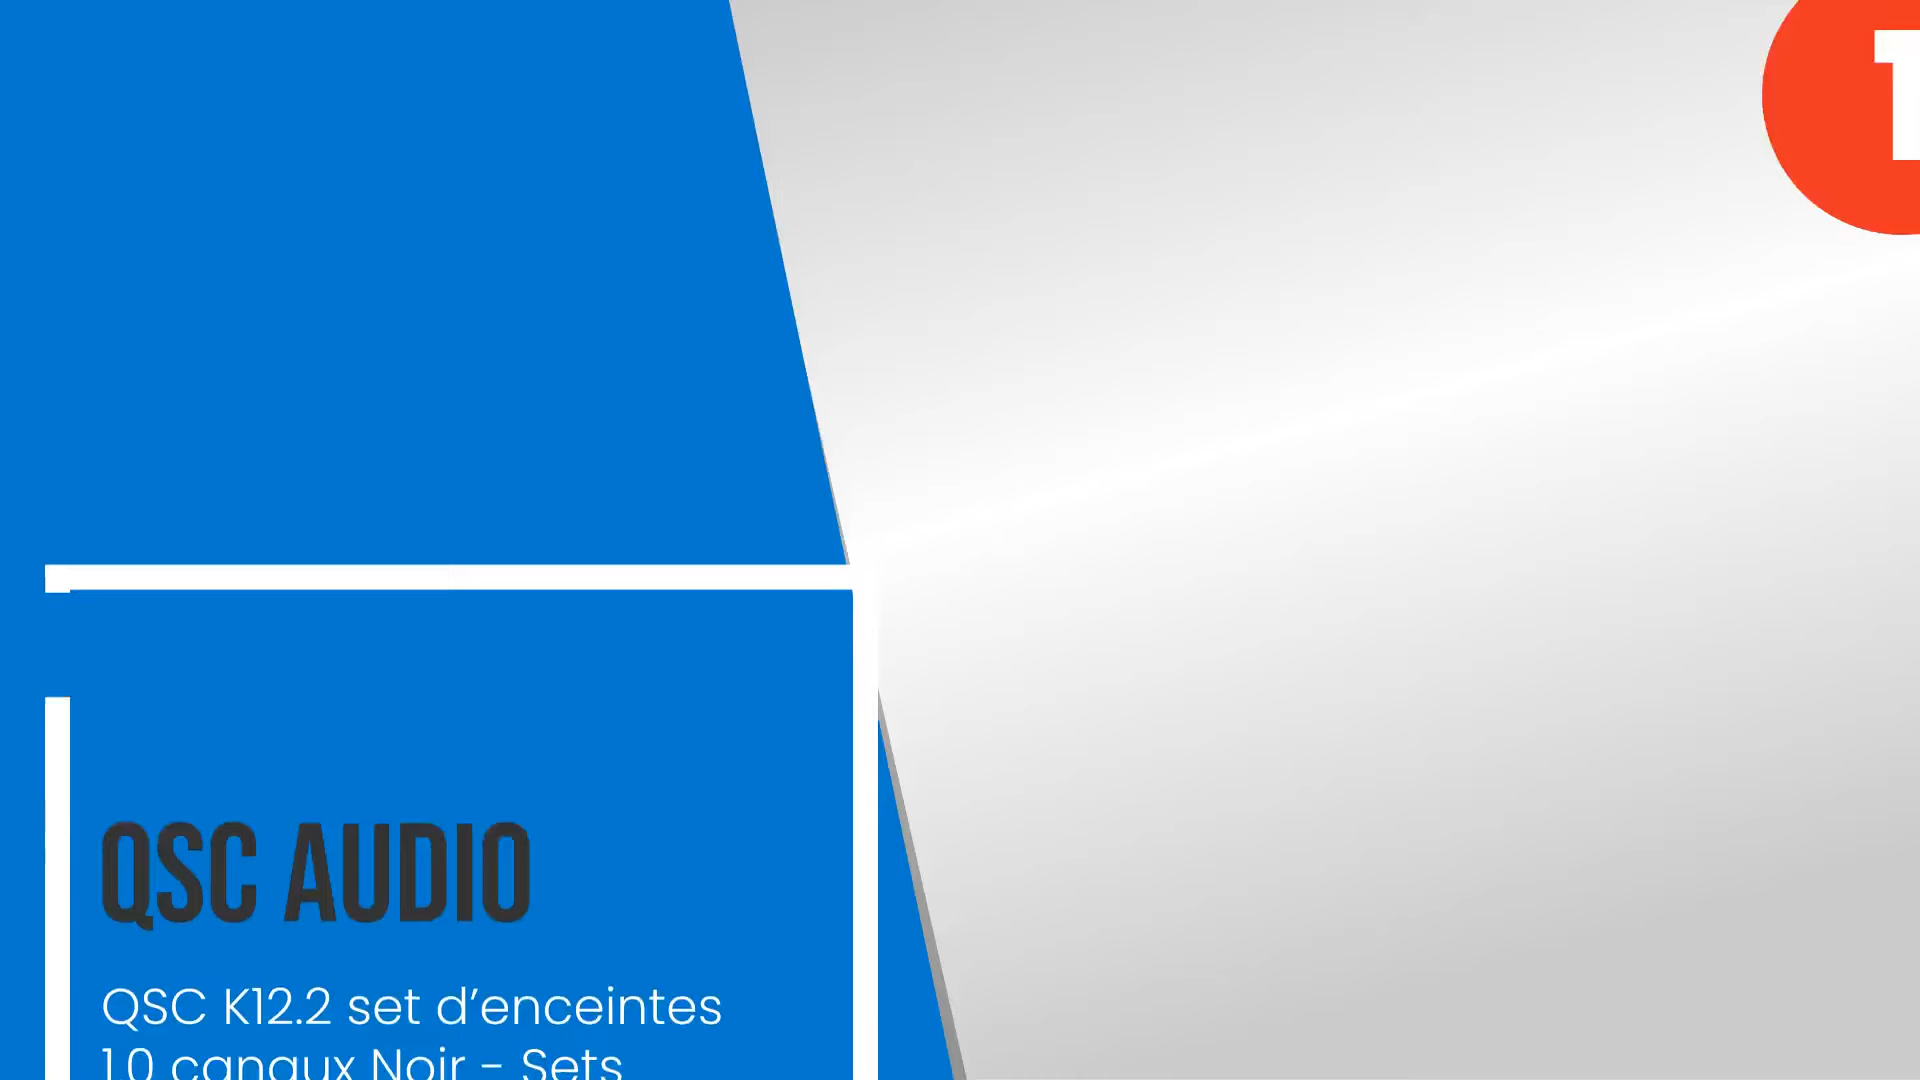 QSC AUDIO
QSC K12.2 set d’enceintes
1.0 canaux Noir - Sets